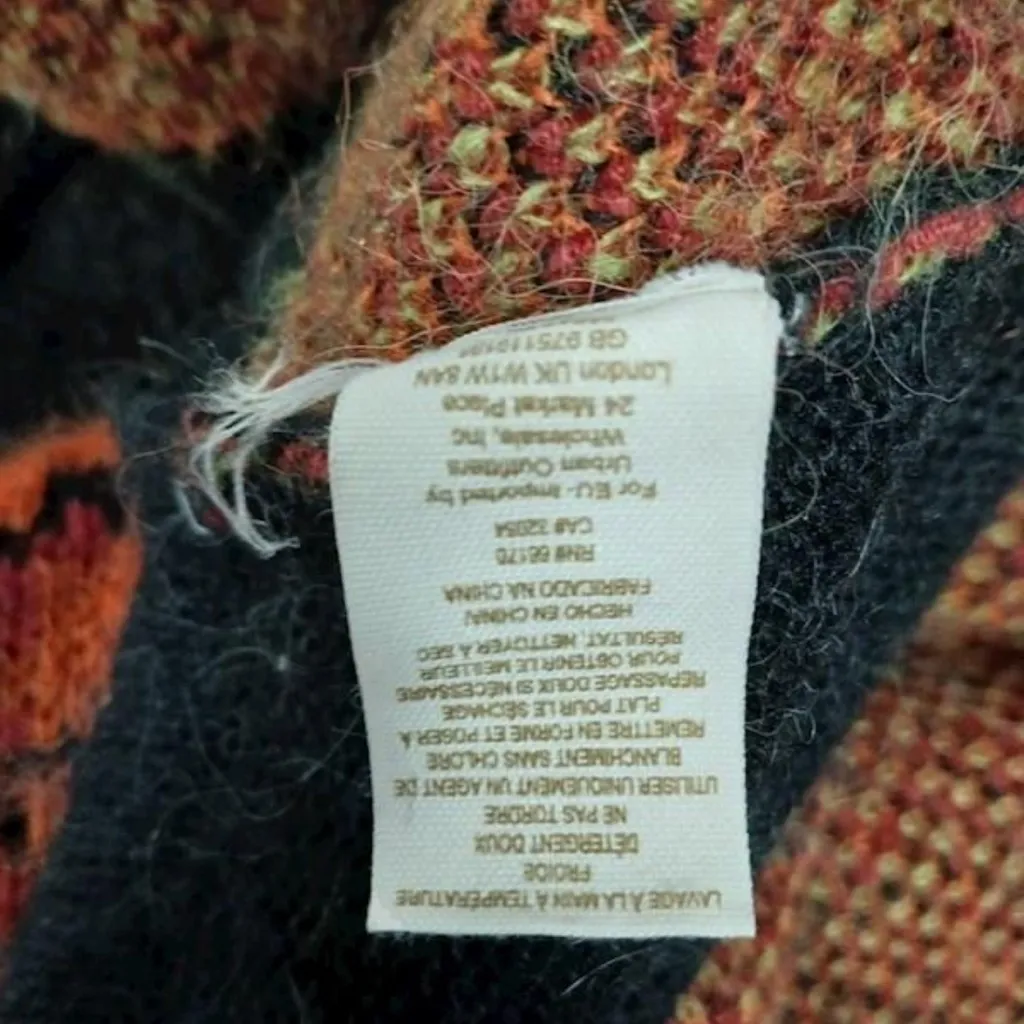 LAVAGE À LA MAIN À TEMPÉRATURE
FROIDE
DÉTERGENT DOUX
NE PAS TORDRE
UTILISER UNIQUEMENT UN AGENT DE
BLANCHIMENT SANS CHLORE
REMETTRE EN FORME ET POSER À
PLAT POUR LE SÉCHAGE
REPASSAGE DOUX SI NÉCESSAIRE
POUR OBTENIR LE MEILLEUR
RÉSULTAT, NETTOYER À SEC
HECHO EN CHINA/
FABRICADO NA CHINA
RN# 66170
CA# 32054
For EU- Imported by
Urban Outfitters
Wholesale, Inc
24 Market Place
London UK W1W 8AW
GB